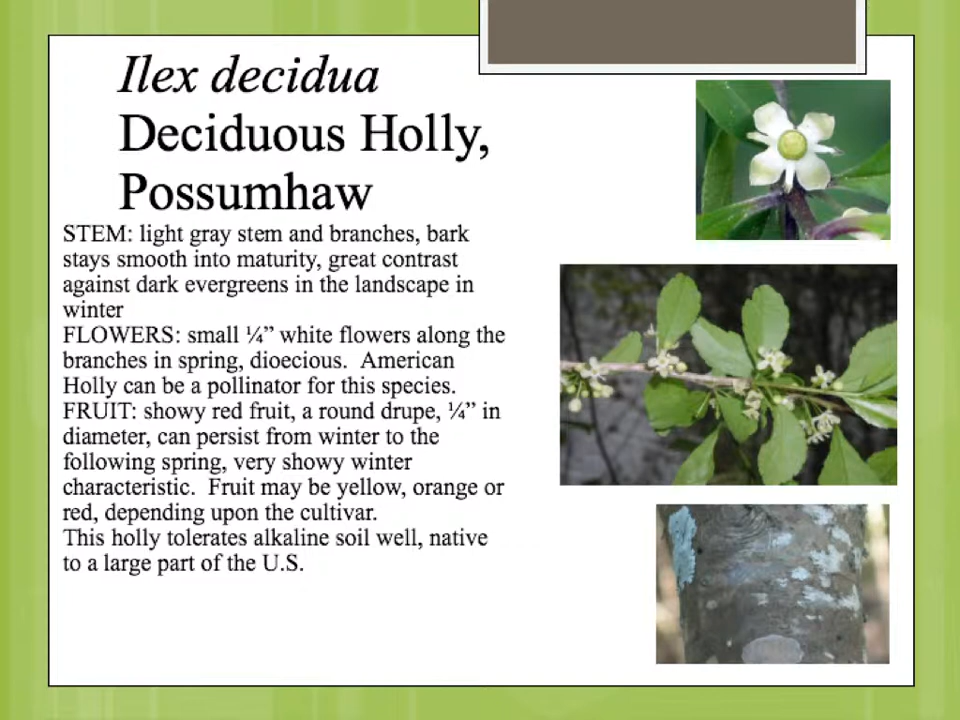 Ilex decidua
Deciduous Holly,
Possumhaw
STEM: light gray stem and branches, bark
stays smooth into maturity, great contrast
against dark evergreens in the landscape in
winter
FLOWERS: small ¼” white flowers along the
branches in spring, dioecious.  American
Holly can be a pollinator for this species.
FRUIT: showy red fruit, a round drupe, ¼” in
diameter, can persist from winter to the
following spring, very showy winter
characteristic.  Fruit may be yellow, orange or
red, depending upon the cultivar.
This holly tolerates alkaline soil well, native
to a large part of the U.S.